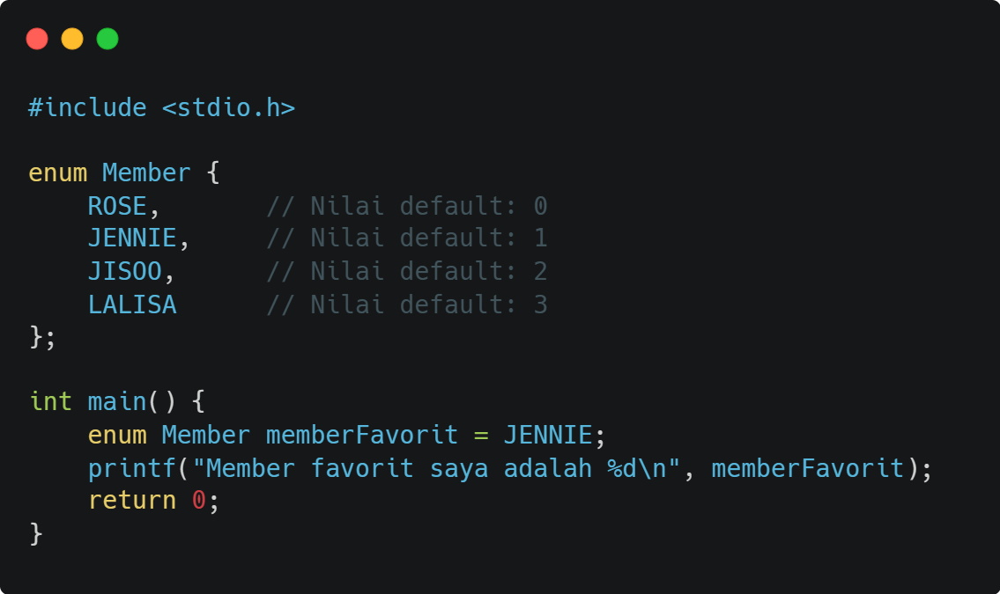 #include <stdio.h>
enum Member {
    ROSE,       // Nilai default: 0
    JENNIE,     // Nilai default: 1
    JISOO,      // Nilai default: 2
    LALISA      // Nilai default: 3
};
int main() {
    enum Member memberFavorit = JENNIE;
    printf("Member favorit saya adalah %d\n", memberFavorit);
    return 0;
}